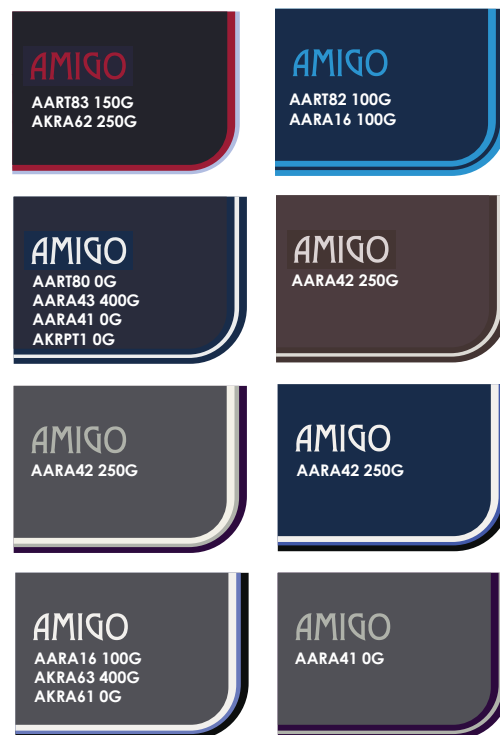 AMIGO
AART83 150G
AKRA62 250G
AMIGO
AART82 100G
AARA16 100G
AMIGO
AART80 0G
AARA43 400G
AARA41 0G
AKRPT1 0G
AMIGO
AARA42 250G
AMIGO
AARA42 250G
AMIGO
AARA42 250G
AMIGO
AARA16 100G
AKRA63 400G
AKRA61 0G
AMIGO
AARA41 0G